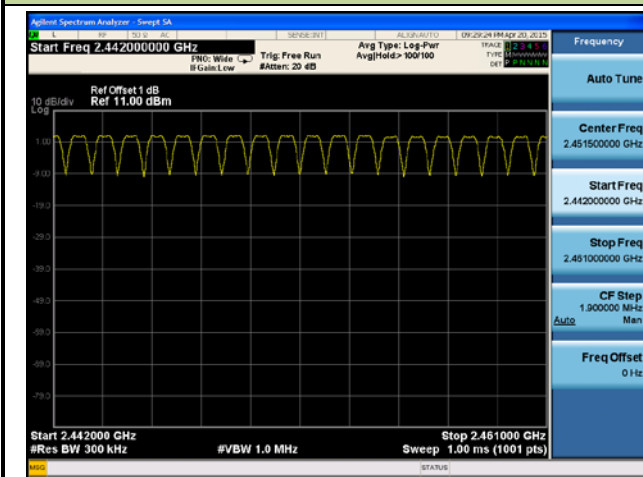 Agilent Spectrum Analyzer - Swept SA
L RF 50 Ω AC SENSE:INT ALIGN AUTO 09:29:24 PM Apr 20, 2015
Start Freq 2.442000000 GHz
PNO: Wide
IFGain:Low
Trig: Free Run
#Atten: 20 dB
Avg Type: Log-Pwr
Avg|Hold:> 100/100
TRACE 1 2 3 4 5 6
TYPE M
DET P P N N N N
Ref Offset 1 dB
10 dB/div Ref 11.00 dBm
Log
1.00
-9.00
-19.0
-29.0
-39.0
-49.0
-59.0
-69.0
-79.0
Start 2.442000 GHz Stop 2.461000 GHz
#Res BW 300 kHz #VBW 1.0 MHz Sweep 1.00 ms (1001 pts)
MSG STATUS
Frequency
Auto Tune
Center Freq
2.451500000 GHz
Start Freq
2.442000000 GHz
Stop Freq
2.461000000 GHz
CF Step
1.900000 MHz
Auto Man
Freq Offset
0 Hz